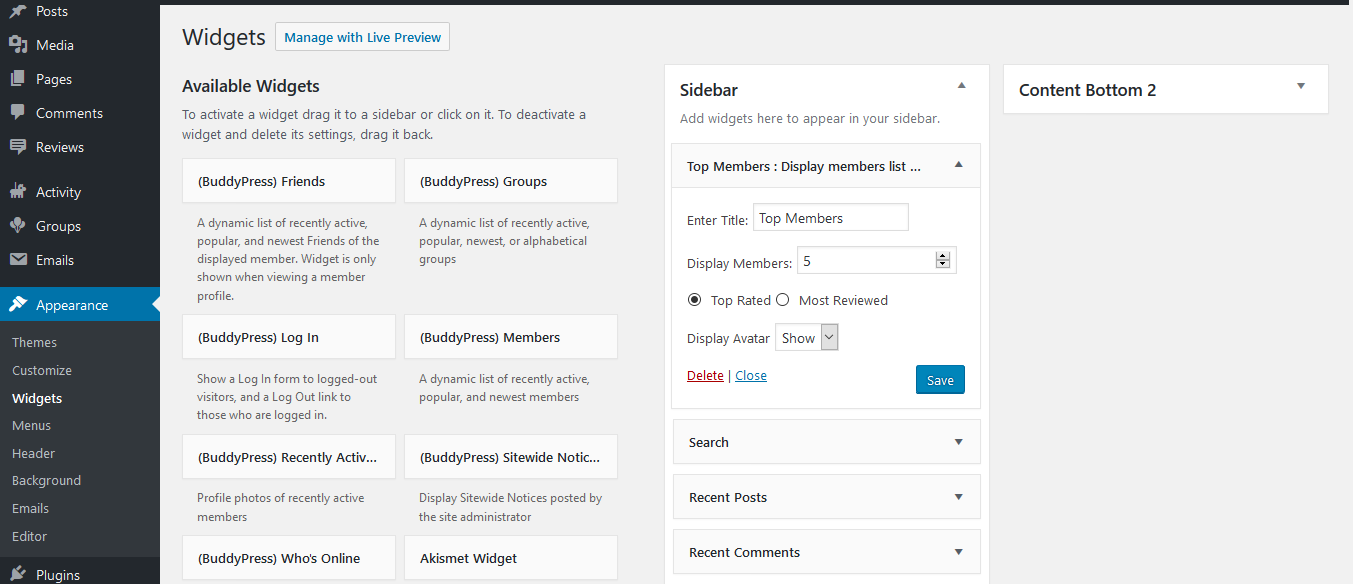 Posts
Media
Pages
Comments
Reviews
Activity
Groups
Emails
Appearance
Themes
Customize
Widgets
Menus
Header
Background
Emails
Editor
Plugins
Widgets
Manage with Live Preview
Available Widgets
To activate a widget drag it to a sidebar or click on it. To deactivate a
widget and delete its settings, drag it back.
(BuddyPress) Friends
A dynamic list of recently active,
popular, and newest Friends of the
displayed member. Widget is only
shown when viewing a member
profile.
(BuddyPress) Groups
A dynamic list of recently active,
popular, newest, or alphabetical
groups
(BuddyPress) Log In
Show a Log In form to logged-out
visitors, and a Log Out link to
those who are logged in.
(BuddyPress) Members
A dynamic list of recently active,
popular, and newest members
(BuddyPress) Recently Activ...
Profile photos of recently active
members
(BuddyPress) Sitewide Notic...
Display Sitewide Notices posted by
the site administrator
(BuddyPress) Who's Online
Akismet Widget
Sidebar
Add widgets here to appear in your sidebar.
Top Members : Display members list ...
Enter Title: Top Members
Display Members: 5
Top Rated Most Reviewed
Display Avatar Show
Delete | Close
Save
Search
Recent Posts
Recent Comments
Content Bottom 2